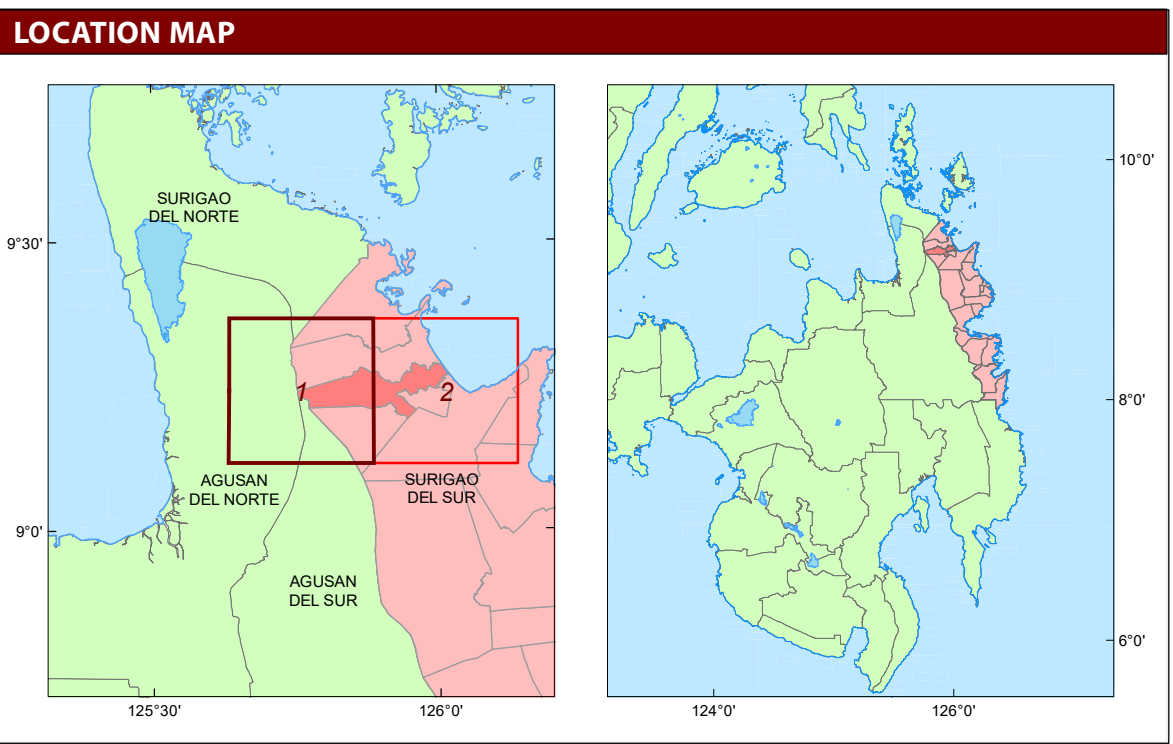 LOCATION MAP
SURIGAO
DEL NORTE
9°30'
1
2
AGUSAN
DEL NORTE
SURIGAO
DEL SUR
9°0'
AGUSAN
DEL SUR
125°30'
126°0'
10°0'
8°0'
6°0'
124°0'
126°0'